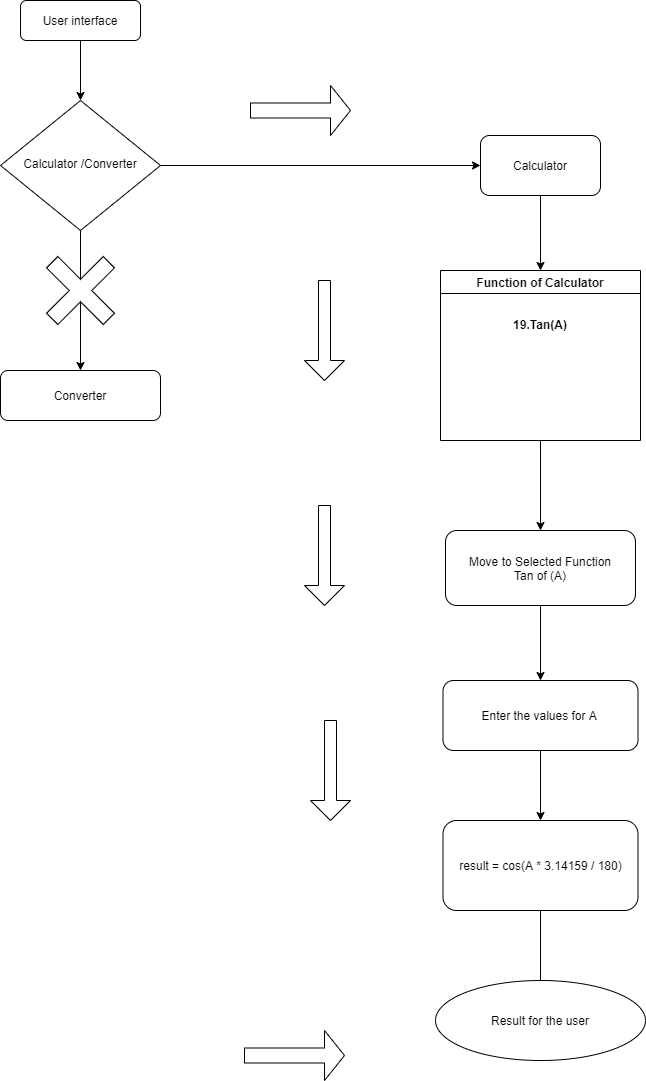 User interface
Calculator /Converter
Calculator
Function of Calculator
19.Tan(A)
Converter
Move to Selected Function
Tan of (A)
Enter the values for A
result = cos(A * 3.14159 / 180)
Result for the user